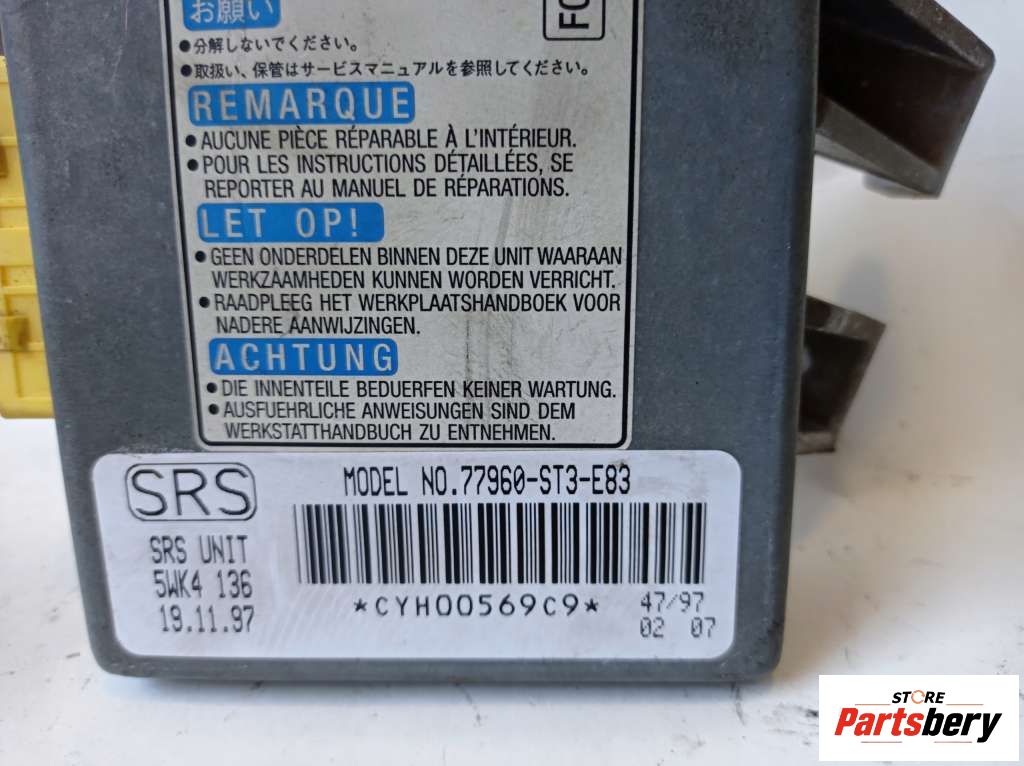 お願い
●分解しないでください。
●取扱い、保管はサービスマニュアルを参照してください。
REMARQUE
● AUCUNE PIÈCE RÉPARABLE À L'INTÉRIEUR.
● POUR LES INSTRUCTIONS DÉTAILLÉES, SE
REPORTER AU MANUEL DE RÉPARATIONS.
LET OP!
● GEEN ONDERDELEN BINNEN DEZE UNIT WAARAAN
WERKZAAMHEDEN KUNNEN WORDEN VERRICHT.
● RAADPLEEG HET WERKPLAATSHANDBOEK VOOR
NADERE AANWIJZINGEN.
ACHTUNG
● DIE INNENTEILE BEDUERFEN KEINER WARTUNG.
● AUSFUEHRLICHE ANWEISUNGEN SIND DEM
WERKSTATTHANDBUCH ZU ENTNEHMEN.
SRS
MODEL NO.77960-ST3-E83
SRS UNIT
5WK4 136
19.11.97
*CYH00569C9*
47/97
02 07
STORE
Partsbery